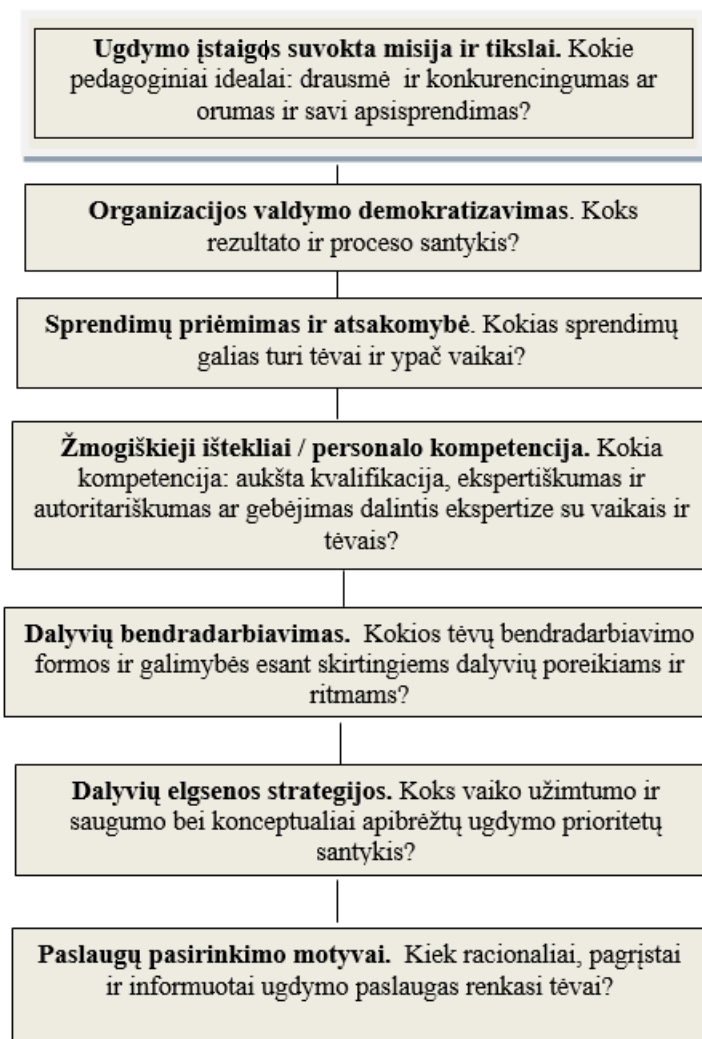 Ugdymo įstaigos suvokta misija ir tikslai. Kokie
pedagoginiai idealai: drausmė ir konkurencingumas ar
orumas ir savi apsisprendimas?
Organizacijos valdymo demokratizavimas. Koks
rezultato ir proceso santykis?
Sprendimų priėmimas ir atsakomybė. Kokias sprendimų
galias turi tėvai ir ypač vaikai?
Žmogiškieji ištekliai / personalo kompetencija. Kokia
kompetencija: aukšta kvalifikacija, ekspertiškumas ir
autoritariškumas ar gebėjimas dalintis ekspertize su vaikais ir
tėvais?
Dalyvių bendradarbiavimas. Kokios tėvų bendradarbiavimo
formos ir galimybės esant skirtingiems dalyvių poreikiams ir
ritmams?
Dalyvių elgsenos strategijos. Koks vaiko užimtumo ir
saugumo bei konceptualiai apibrėžtų ugdymo prioritetų
santykis?
Paslaugų pasirinkimo motyvai. Kiek racionaliai, pagrįstai
ir informuotai ugdymo paslaugas renkasi tėvai?